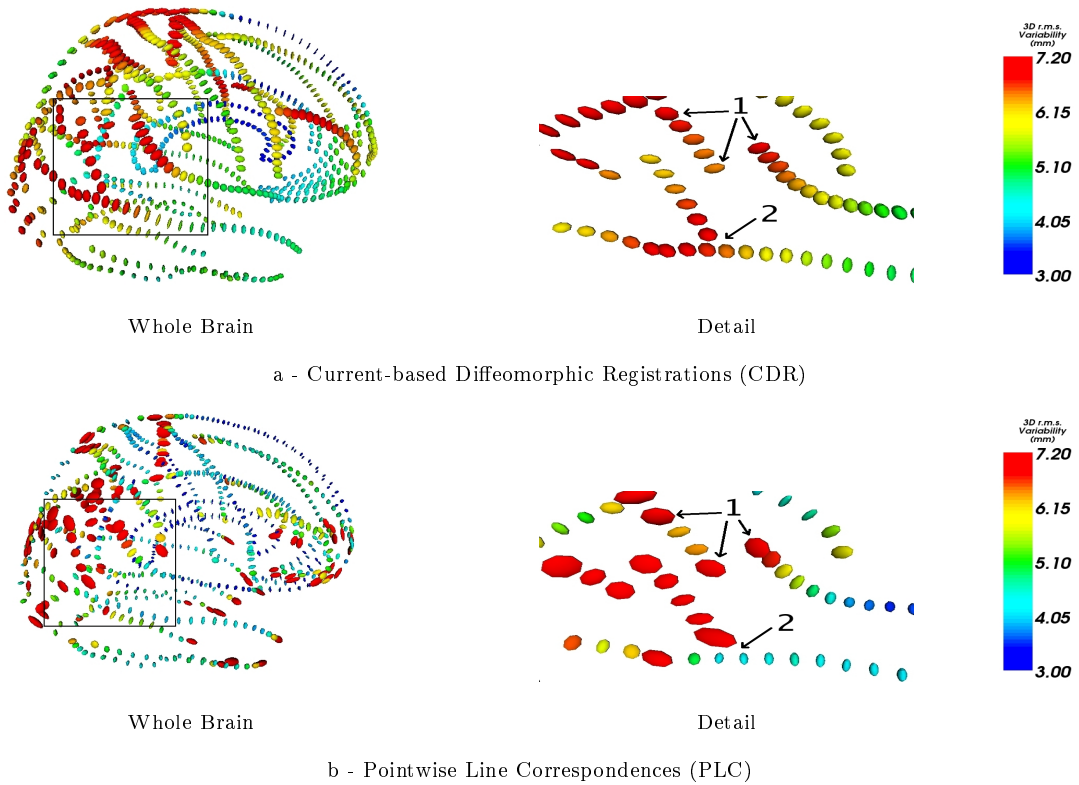 3D r.m.s.
Variability
(mm)
7.20
6.15
5.10
4.05
3.00
1
2
Whole Brain
Detail
a - Current-based Diffeomorphic Registrations (CDR)
3D r.m.s.
Variability
(mm)
7.20
6.15
5.10
4.05
3.00
1
2
Whole Brain
Detail
b - Pointwise Line Correspondences (PLC)